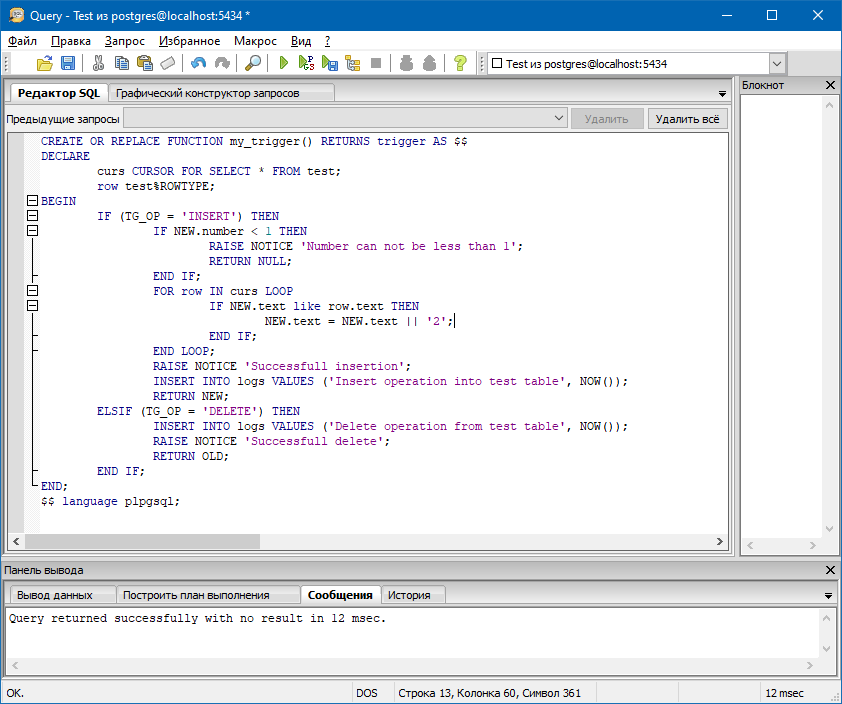 Query - Test из postgres@localhost:5434 *
Файл Правка Запрос Избранное Макрос Вид ?
Test из postgres@localhost:5434
Редактор SQL Графический конструктор запросов
Блокнот
Предыдущие запросы Удалить Удалить всё
CREATE OR REPLACE FUNCTION my_trigger() RETURNS trigger AS $$
DECLARE
curs CURSOR FOR SELECT * FROM test;
row test%ROWTYPE;
BEGIN
IF (TG_OP = 'INSERT') THEN
IF NEW.number < 1 THEN
RAISE NOTICE 'Number can not be less than 1';
RETURN NULL;
END IF;
FOR row IN curs LOOP
IF NEW.text like row.text THEN
NEW.text = NEW.text || '2';
END IF;
END LOOP;
RAISE NOTICE 'Successfull insertion';
INSERT INTO logs VALUES ('Insert operation into test table', NOW());
RETURN NEW;
ELSIF (TG_OP = 'DELETE') THEN
INSERT INTO logs VALUES ('Delete operation from test table', NOW());
RAISE NOTICE 'Successfull delete';
RETURN OLD;
END IF;
END;
$$ language plpgsql;
Панель вывода
Вывод данных Построить план выполнения Сообщения История
Query returned successfully with no result in 12 msec.
OK. DOS Строка 13, Колонка 60, Символ 361 12 msec